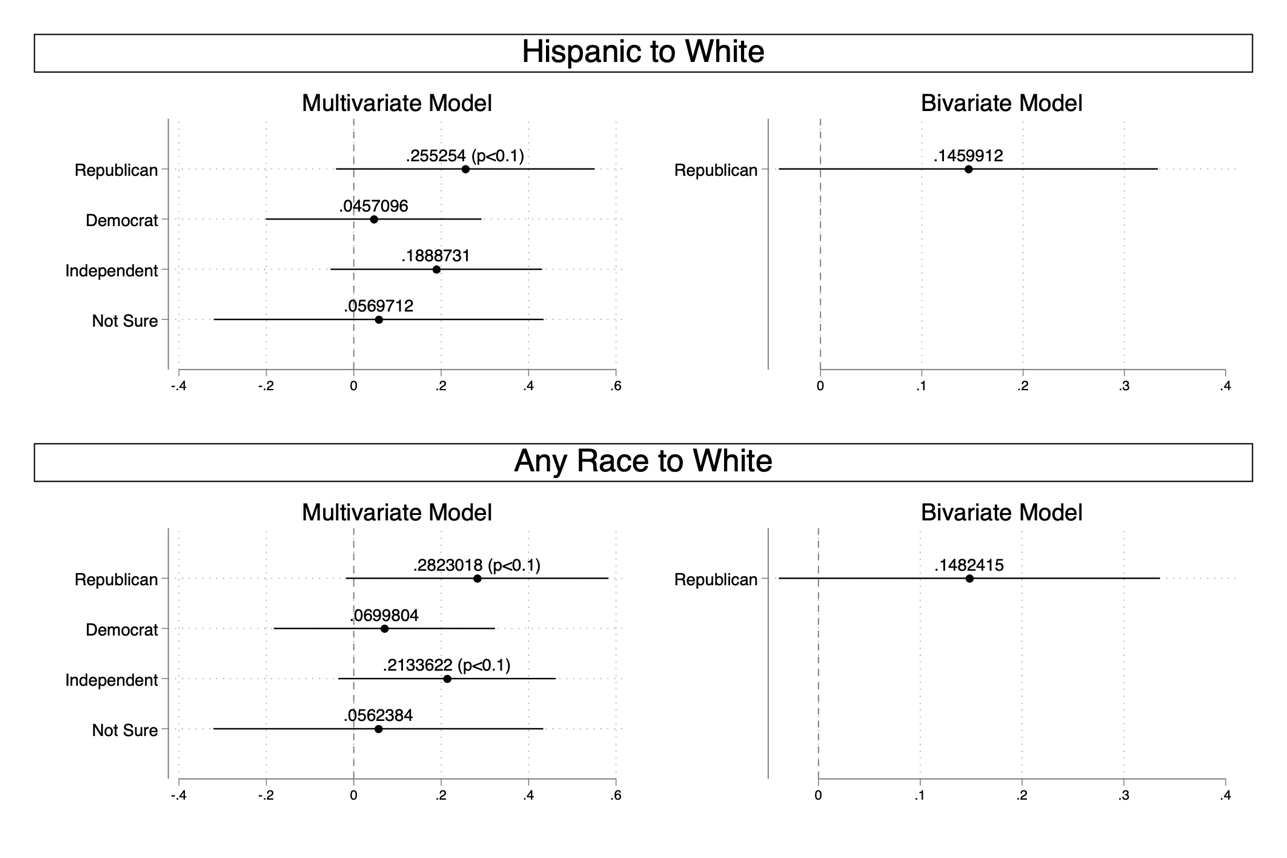 Hispanic to White
Multivariate Model
Republican
.255254 (p<0.1)
Democrat
.0457096
Independent
.1888731
Not Sure
.0569712
-.4 -.2 0 .2 .4 .6
Bivariate Model
Republican
.1459912
0 .1 .2 .3 .4
Any Race to White
Multivariate Model
Republican
.2823018 (p<0.1)
Democrat
.0699804
Independent
.2133622 (p<0.1)
Not Sure
.0562384
-.4 -.2 0 .2 .4 .6
Bivariate Model
Republican
.1482415
0 .1 .2 .3 .4